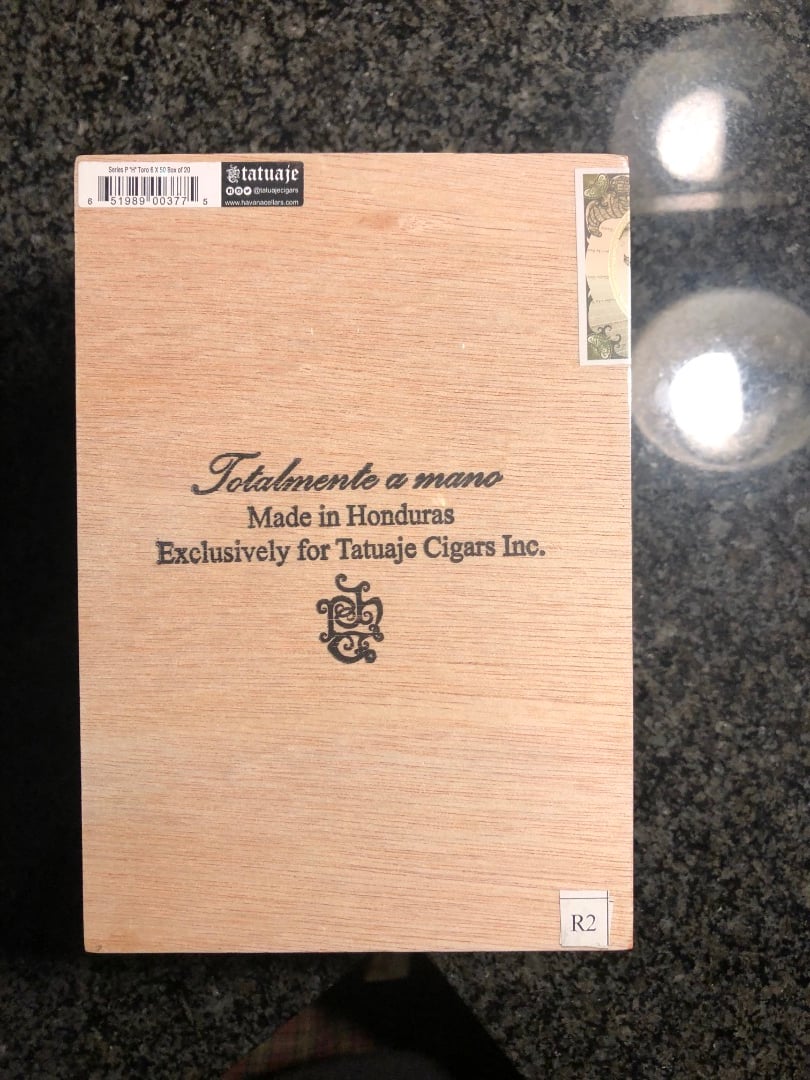 Series P "H" Toro 6 X 50 Box of 20
6 51989 00377 5
tatuaje
@tatuajecigars
www.havanacellars.com
Totalmente a mano
Made in Honduras
Exclusively for Tatuaje Cigars Inc.
R2